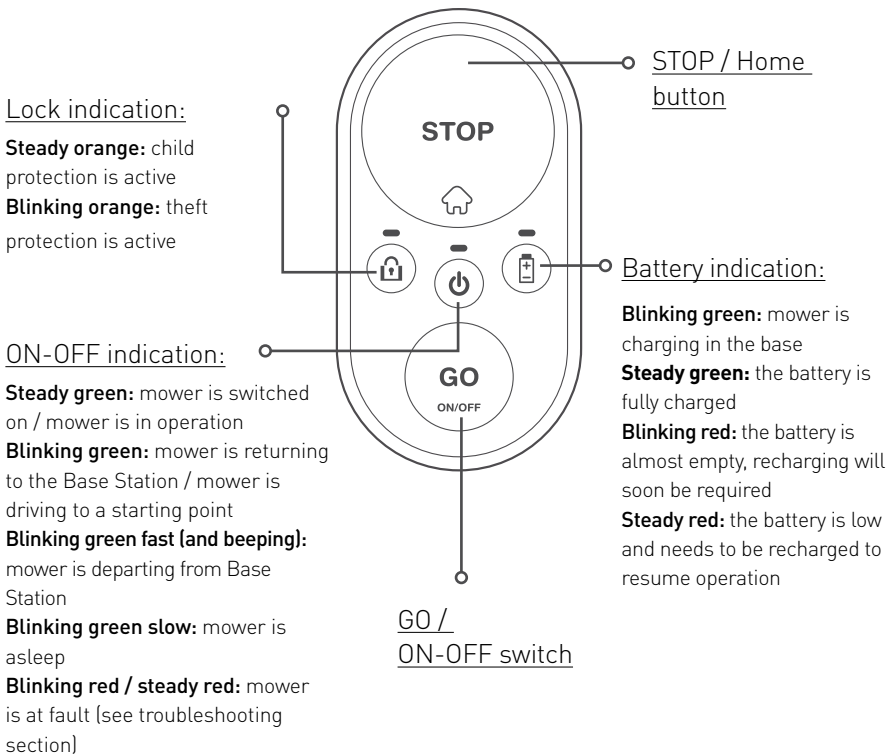 STOP / Home
button
Lock indication:
Steady orange: child
protection is active
Blinking orange: theft
protection is active
STOP
Battery indication:
Blinking green: mower is
charging in the base
Steady green: the battery is
fully charged
Blinking red: the battery is
almost empty, recharging will
soon be required
Steady red: the battery is low
and needs to be recharged to
resume operation
ON-OFF indication:
Steady green: mower is switched
on / mower is in operation
Blinking green: mower is returning
to the Base Station / mower is
driving to a starting point
Blinking green fast (and beeping):
mower is departing from Base
Station
Blinking green slow: mower is
asleep
Blinking red / steady red: mower
is at fault (see troubleshooting
section)
GO
ON/OFF
GO /
ON-OFF switch